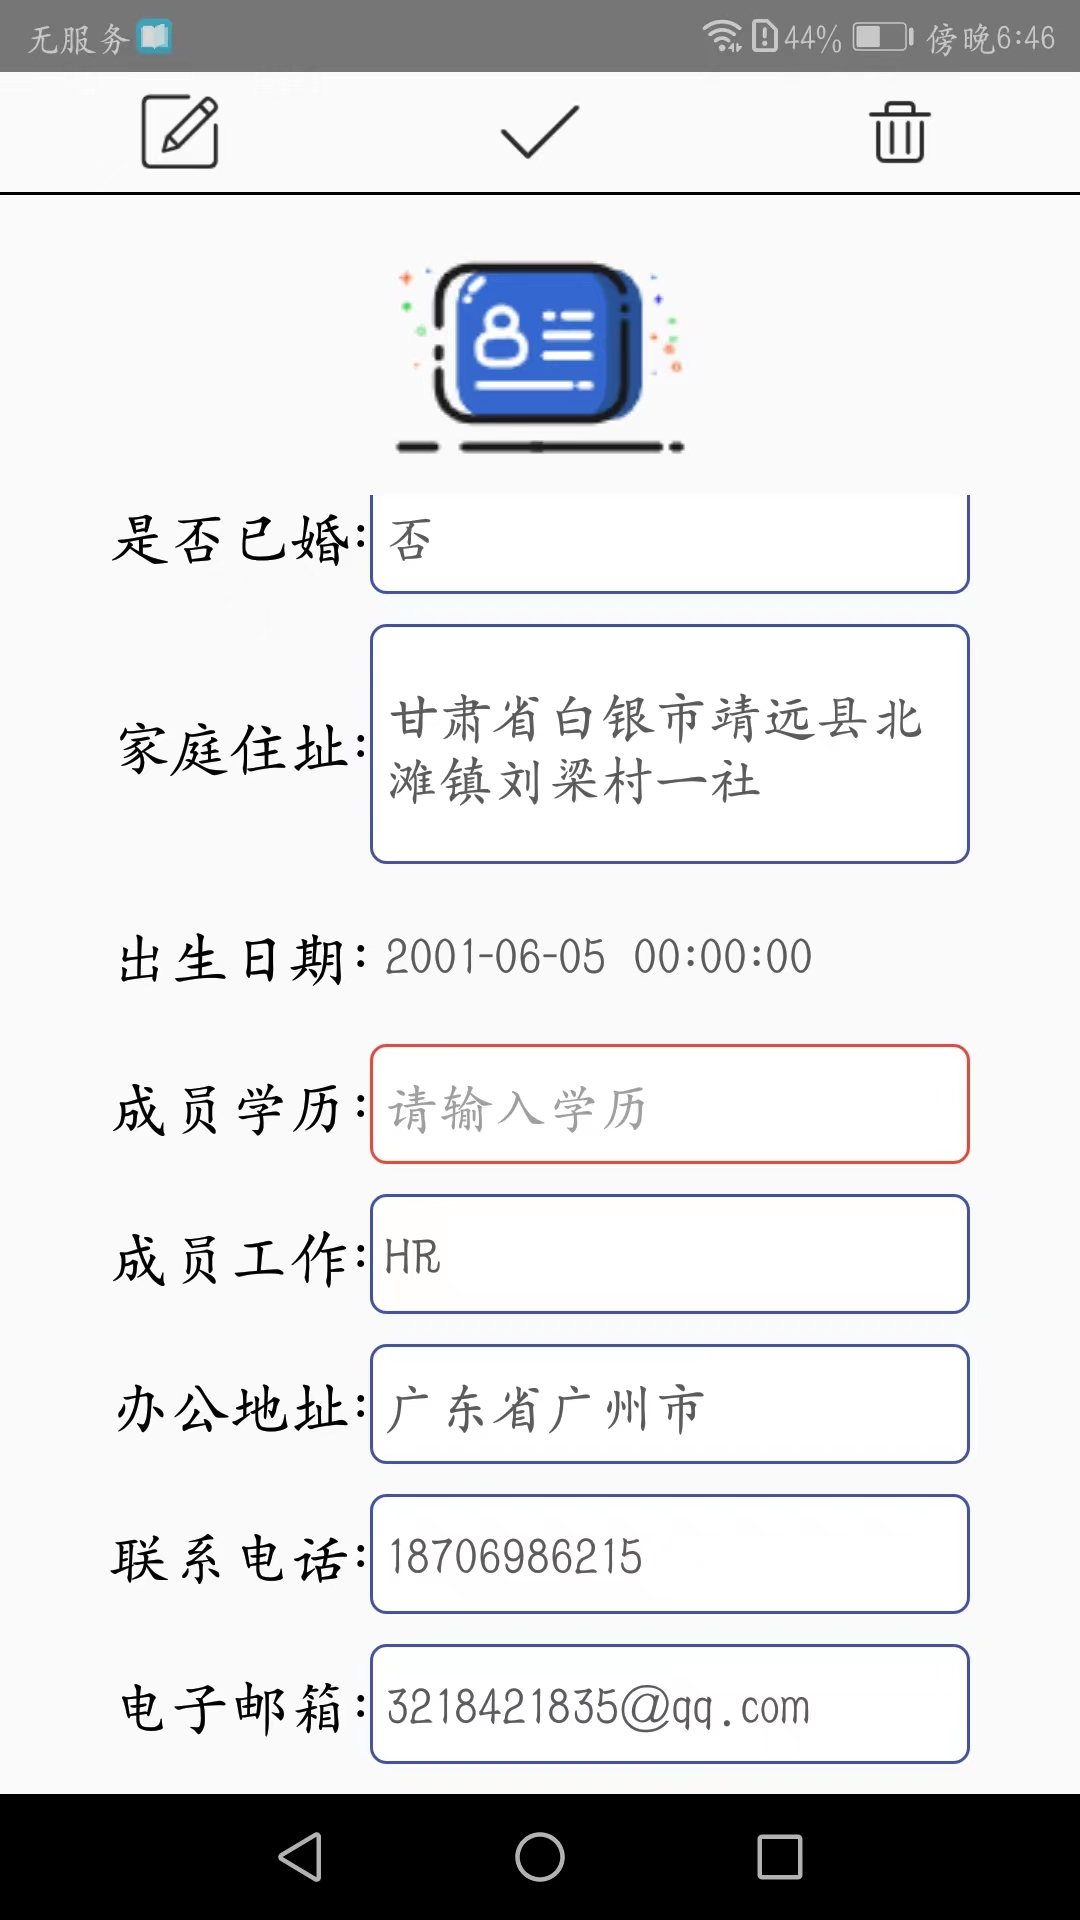 无服务 44% 傍晚6:46
是否已婚: 否
家庭住址: 甘肃省白银市靖远县北
滩镇刘梁村一社
出生日期: 2001-06-05 00:00:00
成员学历: 请输入学历
成员工作: HR
办公地址: 广东省广州市
联系电话: 18706986215
电子邮箱: 3218421835@qq.com